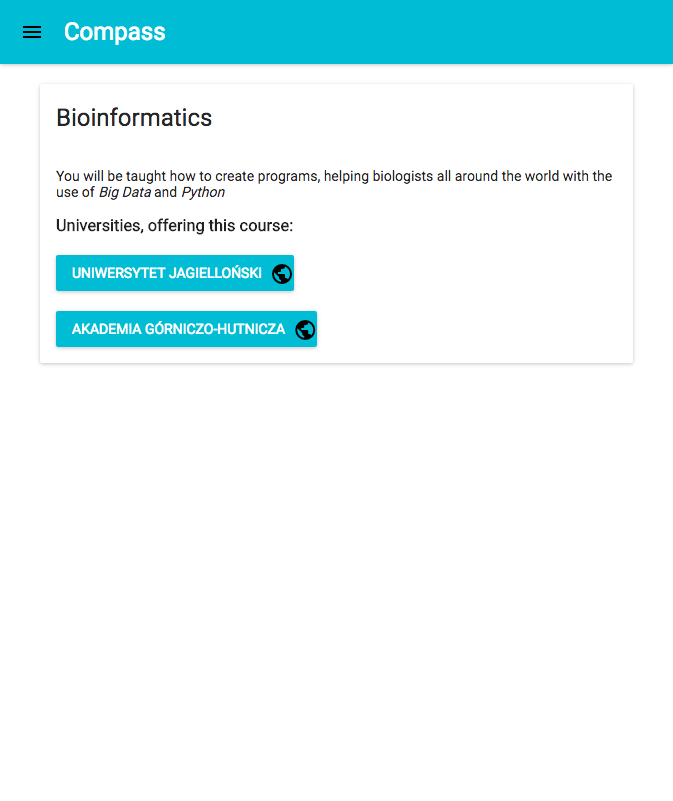 Compass
Bioinformatics
You will be taught how to create programs, helping biologists all around the world with the
use of Big Data and Python
Universities, offering this course:
UNIWERSYTET JAGIELLOŃSKI
AKADEMIA GÓRNICZO-HUTNICZA